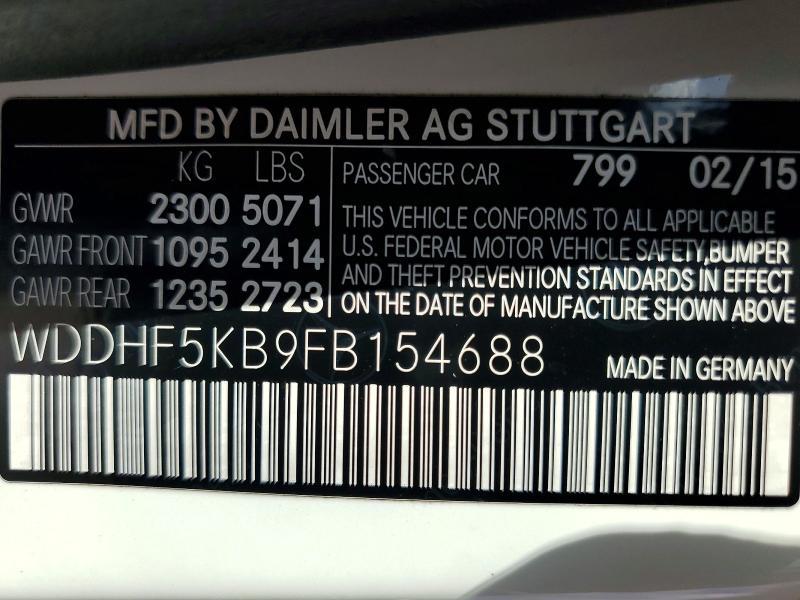 MFD BY DAIMLER AG STUTTGART
KG LBS
GVWR 2300 5071
GAWR FRONT 1095 2414
GAWR REAR 1235 2723
PASSENGER CAR 799 02/15
THIS VEHICLE CONFORMS TO ALL APPLICABLE
U.S. FEDERAL MOTOR VEHICLE SAFETY,BUMPER
AND THEFT PREVENTION STANDARDS IN EFFECT
ON THE DATE OF MANUFACTURE SHOWN ABOVE
WDDHF5KB9FB154688
MADE IN GERMANY